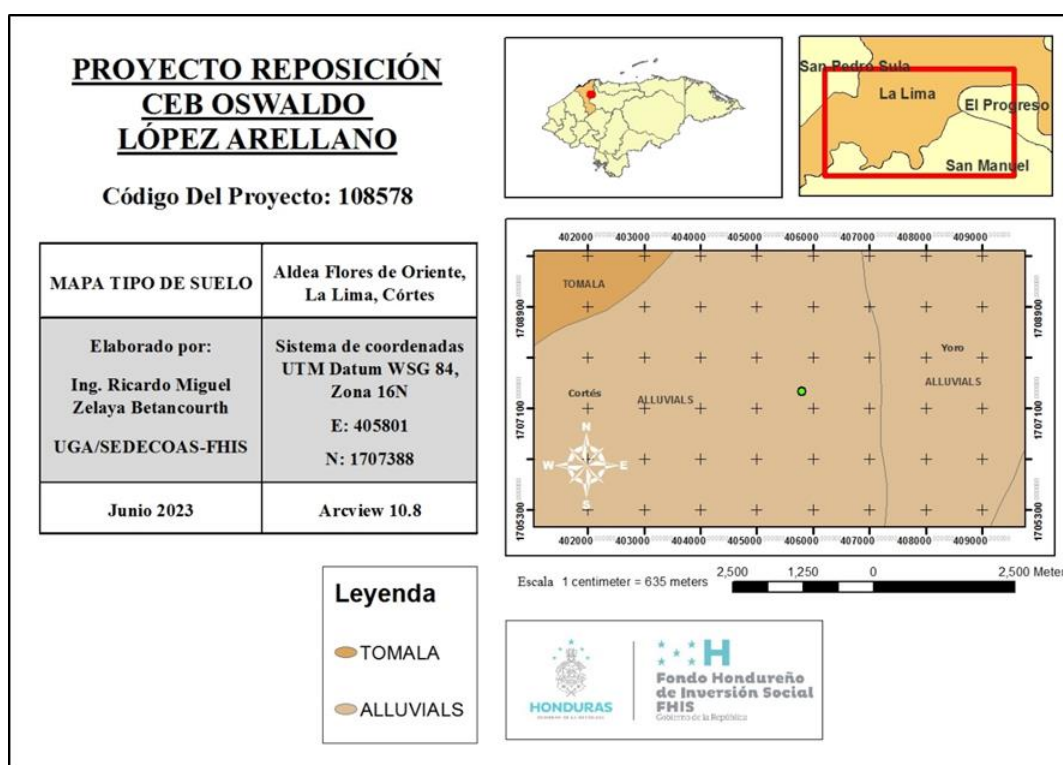 PROYECTO REPOSICIÓN
CEB OSWALDO
LÓPEZ ARELLANO
Código Del Proyecto: 108578
MAPA TIPO DE SUELO
Aldea Flores de Oriente,
La Lima, Córtes
Elaborado por:
Ing. Ricardo Miguel
Zelaya Betancourth
UGA/SEDECOAS-FHIS
Sistema de coordenadas
UTM Datum WSG 84,
Zona 16N
E: 405801
N: 1707388
Junio 2023
Arcview 10.8
San Pedro Sula
La Lima
El Progreso
San Manuel
402000 403000 404000 405000 406000 407000 408000 409000
1708900
1707100
1705300
1708900
1707100
1705300
TOMALA
Yoro
ALLUVIALS
Cortés
ALLUVIALS
N
W E
S
402000 403000 404000 405000 406000 407000 408000 409000
Escala 1 centimeter = 635 meters
2,500 1,250 0 2,500 Meter
Leyenda
TOMALA
ALLUVIALS
HONDURAS
H
Fondo Hondureño
de Inversión Social
FHIS
Gobierno de la República